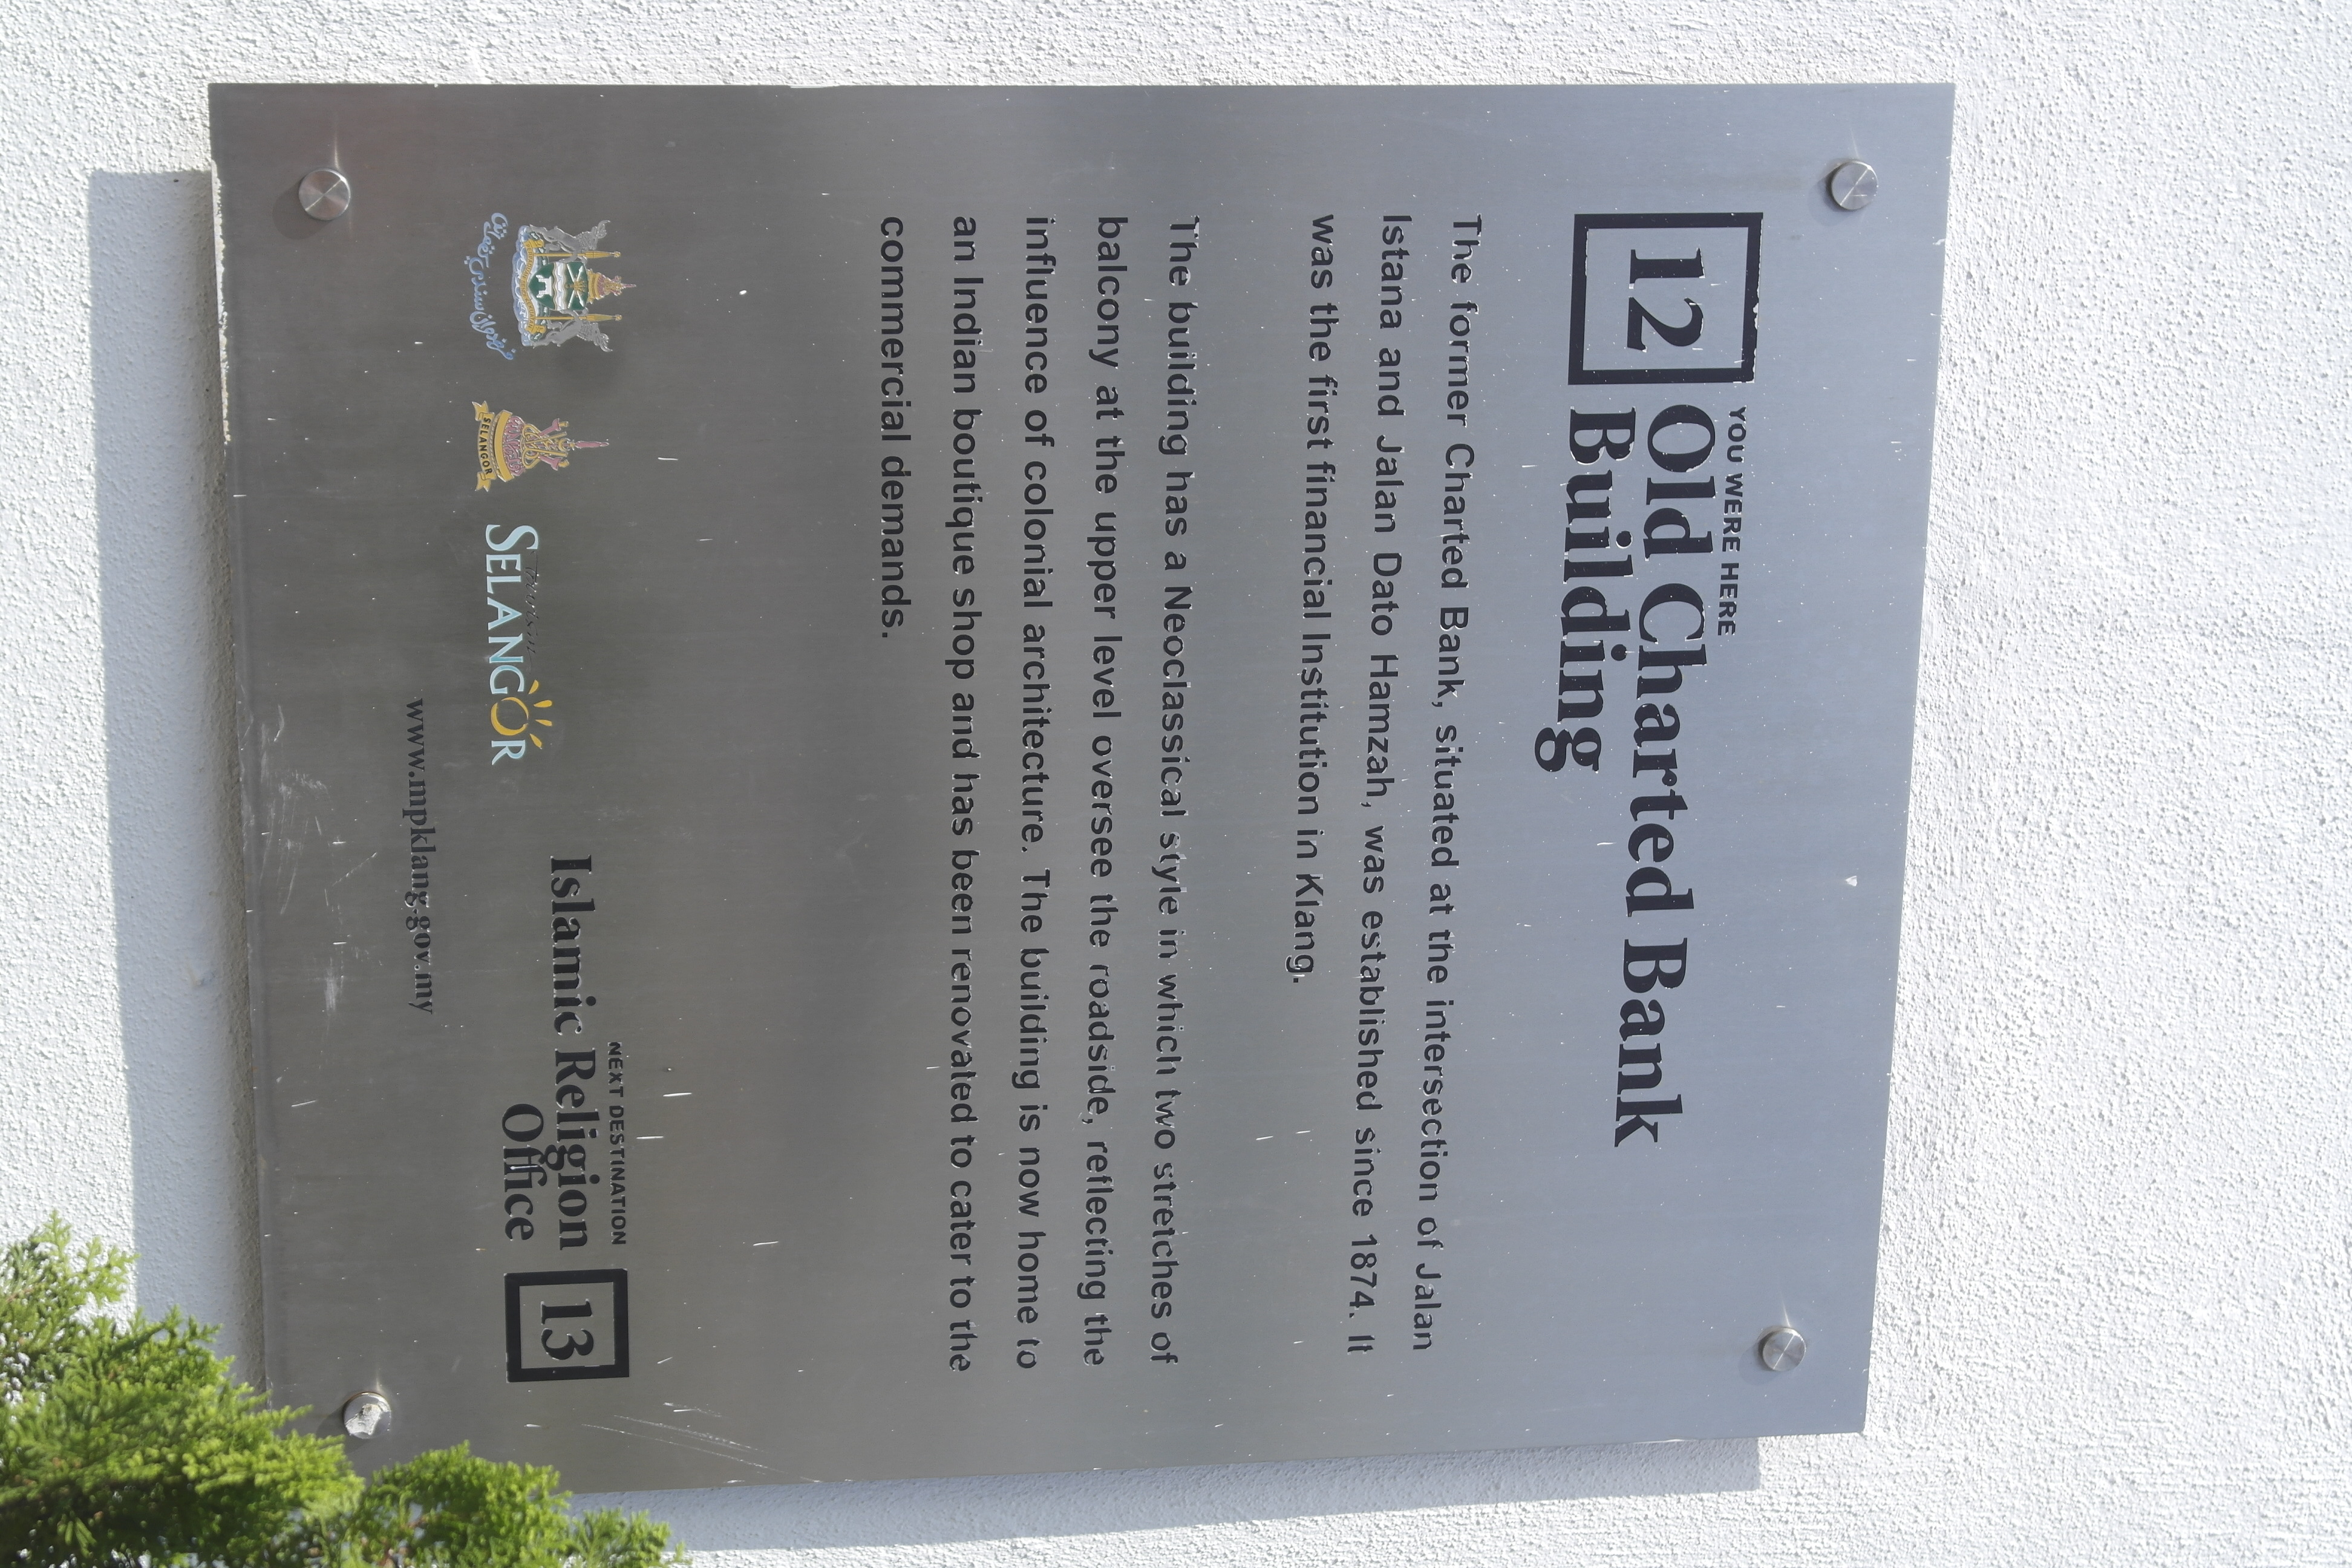 YOU WERE HERE
12 Old Charted Bank
Building
The former Charted Bank, situated at the intersection of Jalan
Istana and Jalan Dato Hamzah, was established since 1874. It
was the first financial Institution in Klang.
The building has a Neoclassical style in which two stretches of
balcony at the upper level oversee the roadside, reflecting the
influence of colonial architecture. The building is now home to
an Indian boutique shop and has been renovated to cater to the
commercial demands.
SELANGOR
SELANGOR
NEXT DESTINATION
Islamic Religion
Office
13
www.mpklang.gov.my